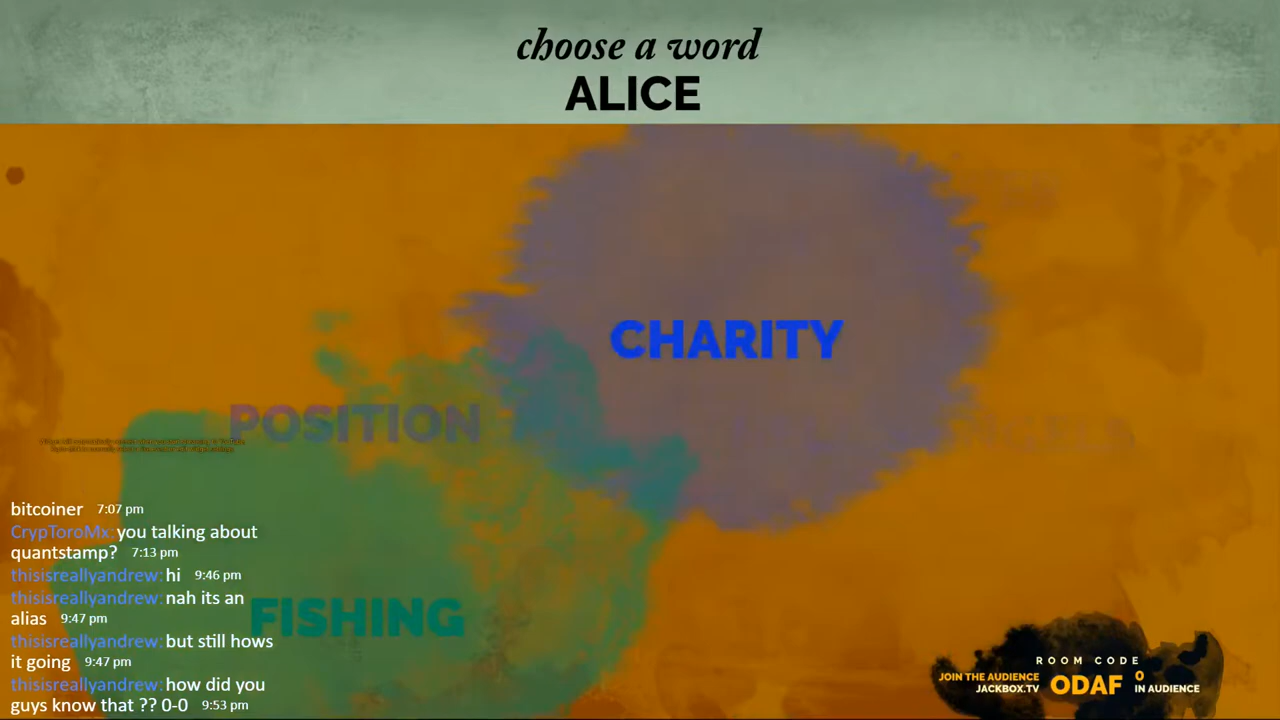 choose a word
ALICE
CHARITY
POSITION
FISHING
bitcoiner 7:07 pm
CrypToroMx: you talking about
quantstamp? 7:13 pm
thisisreallyandrew: hi 9:46 pm
thisisreallyandrew: nah its an
alias 9:47 pm
thisisreallyandrew: but still hows
it going 9:47 pm
thisisreallyandrew: how did you
guys know that ?? 0-0 9:53 pm
ROOM CODE
JOIN THE AUDIENCE
JACKBOX.TV
ODAF
0
IN AUDIENCE